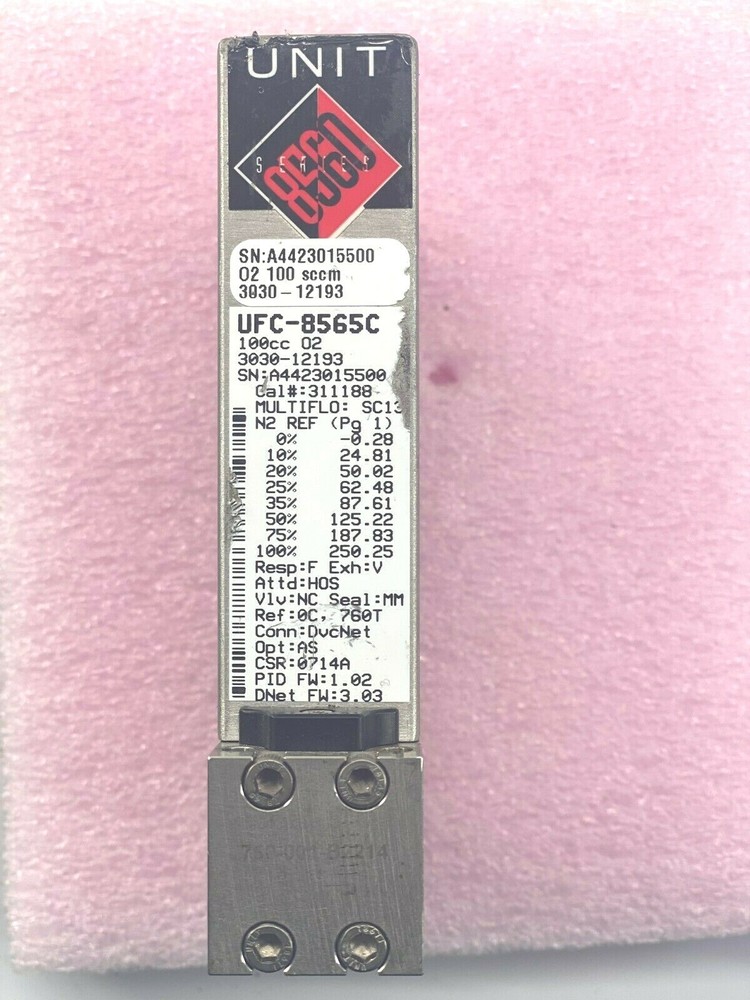 UNIT
SERIES
8560
SN:A4423015500
O2 100 sccm
3030-12193
UFC-8565C
100cc O2
3030-12193
SN:A4423015500
Cal#:311188
MULTIFLO: SC13
N2 REF (Pg 1)
0% -0.28
10% 24.81
20% 50.02
25% 62.48
35% 87.61
50% 125.22
75% 187.83
100% 250.25
Resp:F Exh:V
Attd:HOS
Vlv:NC Seal:MM
Ref:0C, 760T
Conn:DvcNet
Opt:AS
CSR:0714A
PID FW:1.02
DNet FW:3.03